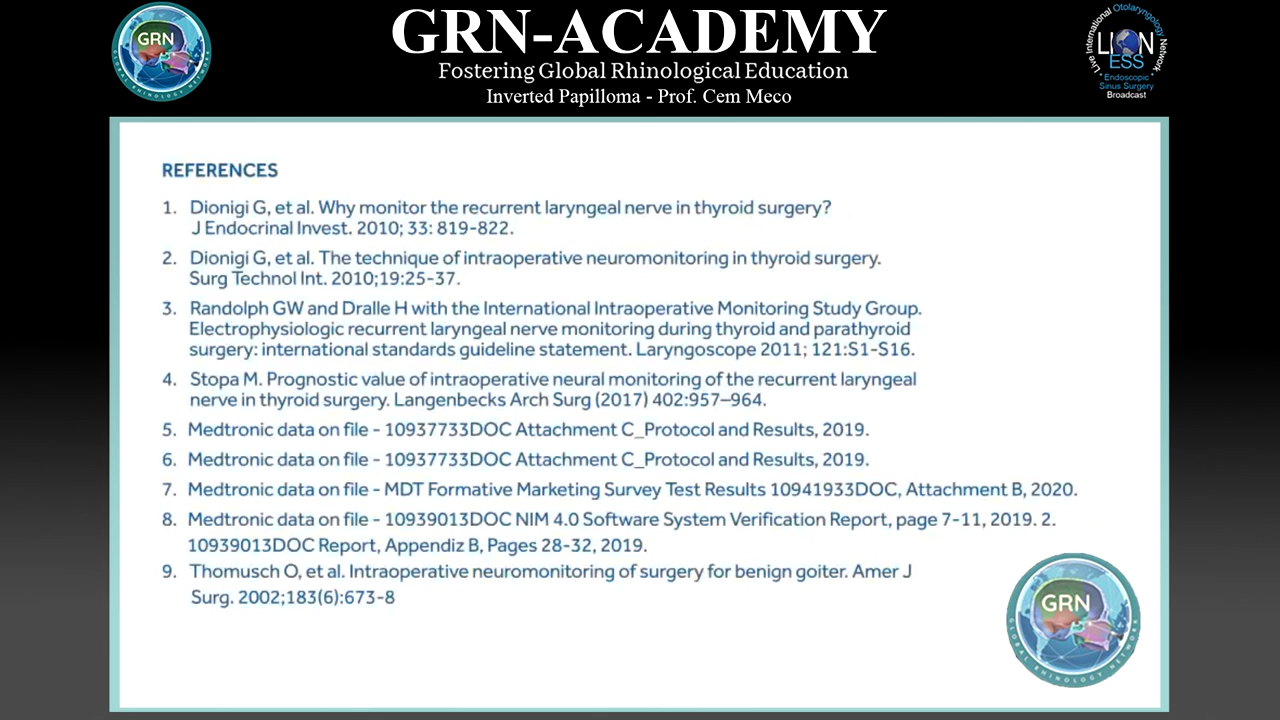 GRN
GLOBAL RHINOLOGY NETWORK
GRN-ACADEMY
Fostering Global Rhinological Education
Inverted Papilloma - Prof. Cem Meco
Live International Otolaryngology Network
LION
ESS
• Endoscopic •
Sinus Surgery
Broadcast
REFERENCES
1. Dionigi G, et al. Why monitor the recurrent laryngeal nerve in thyroid surgery?
J Endocrinal Invest. 2010; 33: 819-822.
2. Dionigi G, et al. The technique of intraoperative neuromonitoring in thyroid surgery.
Surg Technol Int. 2010;19:25-37.
3. Randolph GW and Dralle H with the International Intraoperative Monitoring Study Group.
Electrophysiologic recurrent laryngeal nerve monitoring during thyroid and parathyroid
surgery: international standards guideline statement. Laryngoscope 2011; 121:S1-S16.
4. Stopa M. Prognostic value of intraoperative neural monitoring of the recurrent laryngeal
nerve in thyroid surgery. Langenbecks Arch Surg (2017) 402:957–964.
5. Medtronic data on file - 10937733DOC Attachment C_Protocol and Results, 2019.
6. Medtronic data on file - 10937733DOC Attachment C_Protocol and Results, 2019.
7. Medtronic data on file - MDT Formative Marketing Survey Test Results 10941933DOC, Attachment B, 2020.
8. Medtronic data on file - 10939013DOC NIM 4.0 Software System Verification Report, page 7-11, 2019. 2.
10939013DOC Report, Appendiz B, Pages 28-32, 2019.
9. Thomusch O, et al. Intraoperative neuromonitoring of surgery for benign goiter. Amer J
Surg. 2002;183(6):673-8
GRN
GLOBAL RHINOLOGY NETWORK